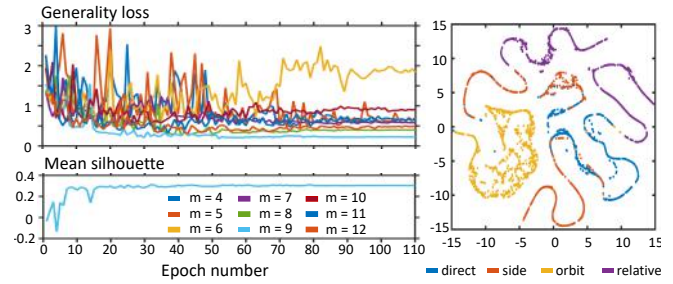 Generality loss
3
2
1
0
Mean silhouette
0.4
0.2
0
-0.2
m = 4 m = 7 m = 10
m = 5 m = 8 m = 11
m = 6 m = 9 m = 12
0 10 20 30 40 50 60 70 80 90 100 110
Epoch number
15
10
5
0
-5
-10
-15
-15 -10 -5 0 5 10 15
direct side orbit relative